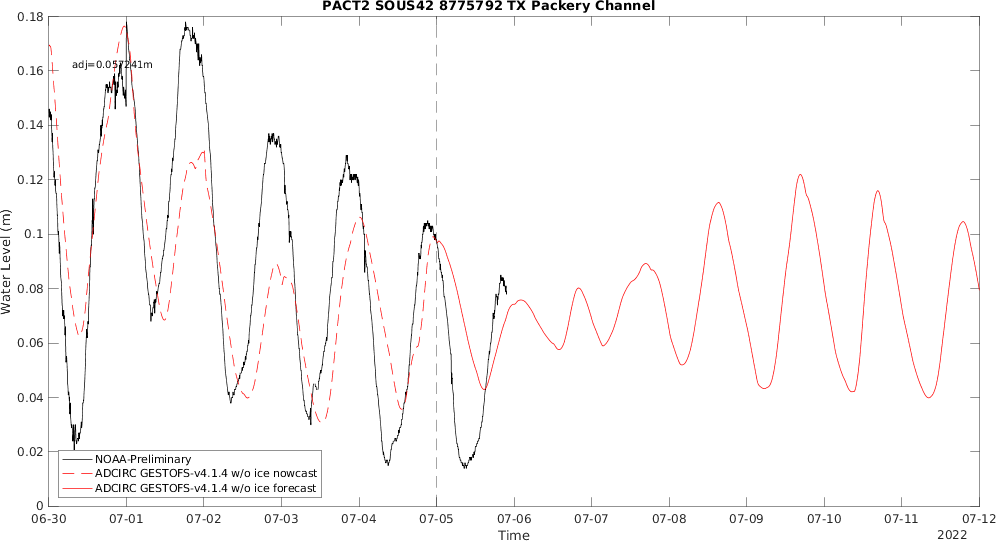 PACT2 SOUS42 8775792 TX Packery Channel
0.18
0.16
0.14
0.12
0.1
0.08
0.06
0.04
0.02
0
Water Level (m)
adj=0.057241m
NOAA-Preliminary
ADCIRC GESTOFS-v4.1.4 w/o ice nowcast
ADCIRC GESTOFS-v4.1.4 w/o ice forecast
06-30 07-01 07-02 07-03 07-04 07-05 07-06 07-07 07-08 07-09 07-10 07-11 07-12
Time
2022